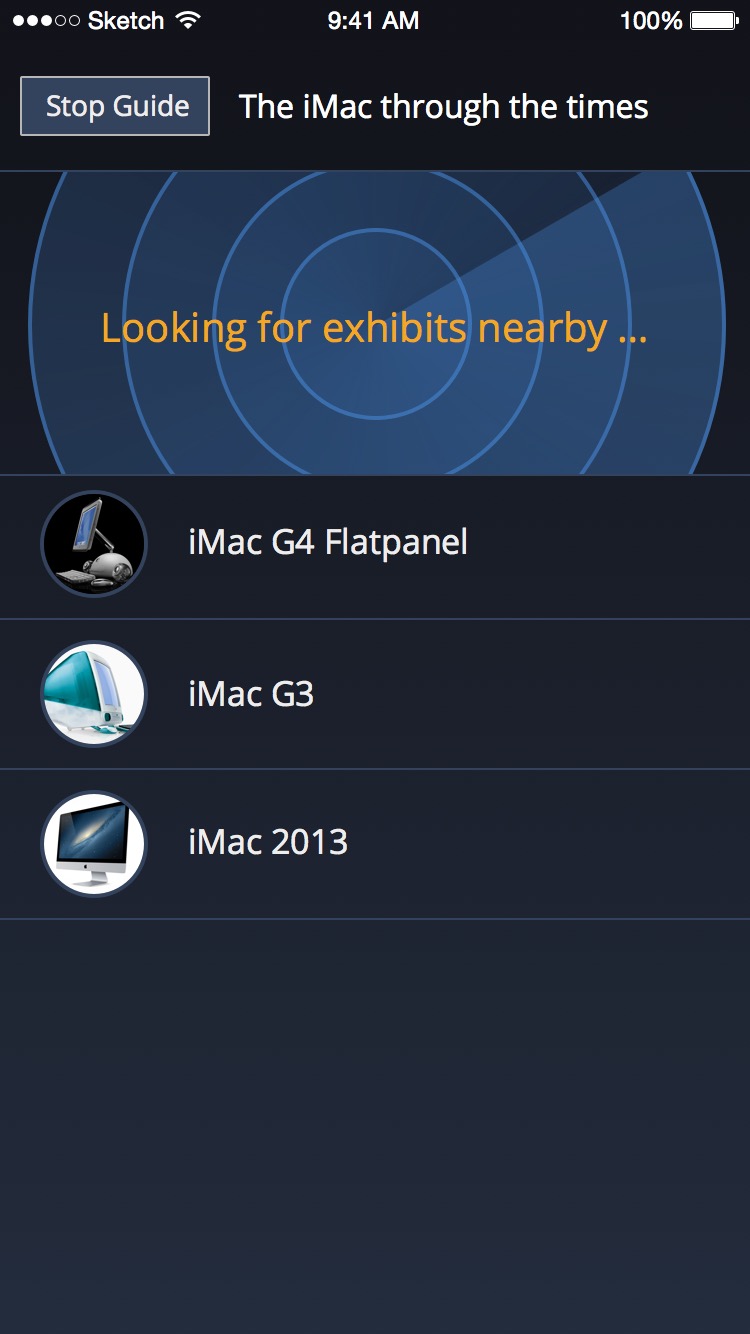 Sketch 9:41 AM 100%
Stop Guide The iMac through the times
Looking for exhibits nearby ...
iMac G4 Flatpanel
iMac G3
iMac 2013